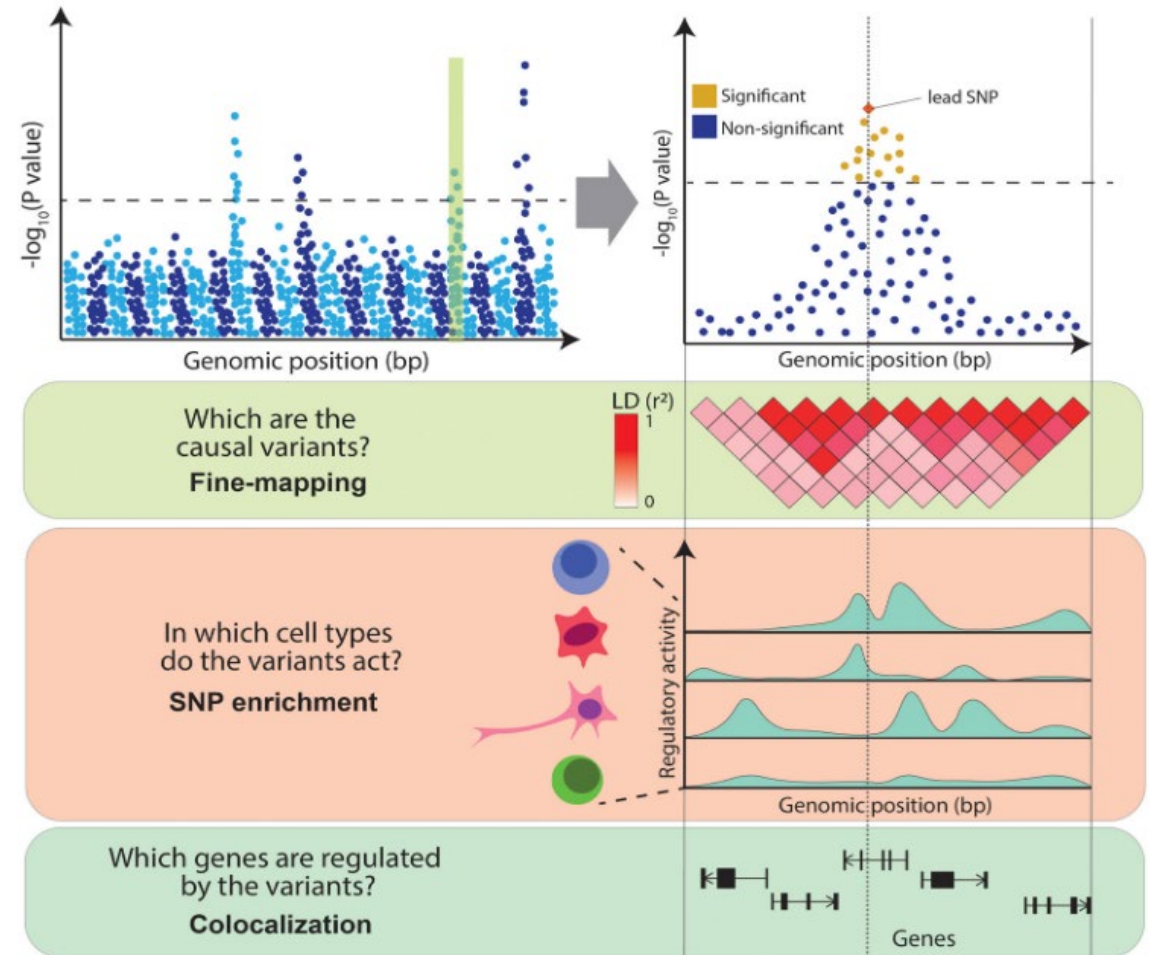 -log10(P value)
Genomic position (bp)
-log10(P value)
Significant
Non-significant
lead SNP
Genomic position (bp)
Which are the
causal variants?
Fine-mapping
LD (r²)
1
0
In which cell types
do the variants act?
SNP enrichment
Regulatory activity
Genomic position (bp)
Which genes are regulated
by the variants?
Colocalization
Genes